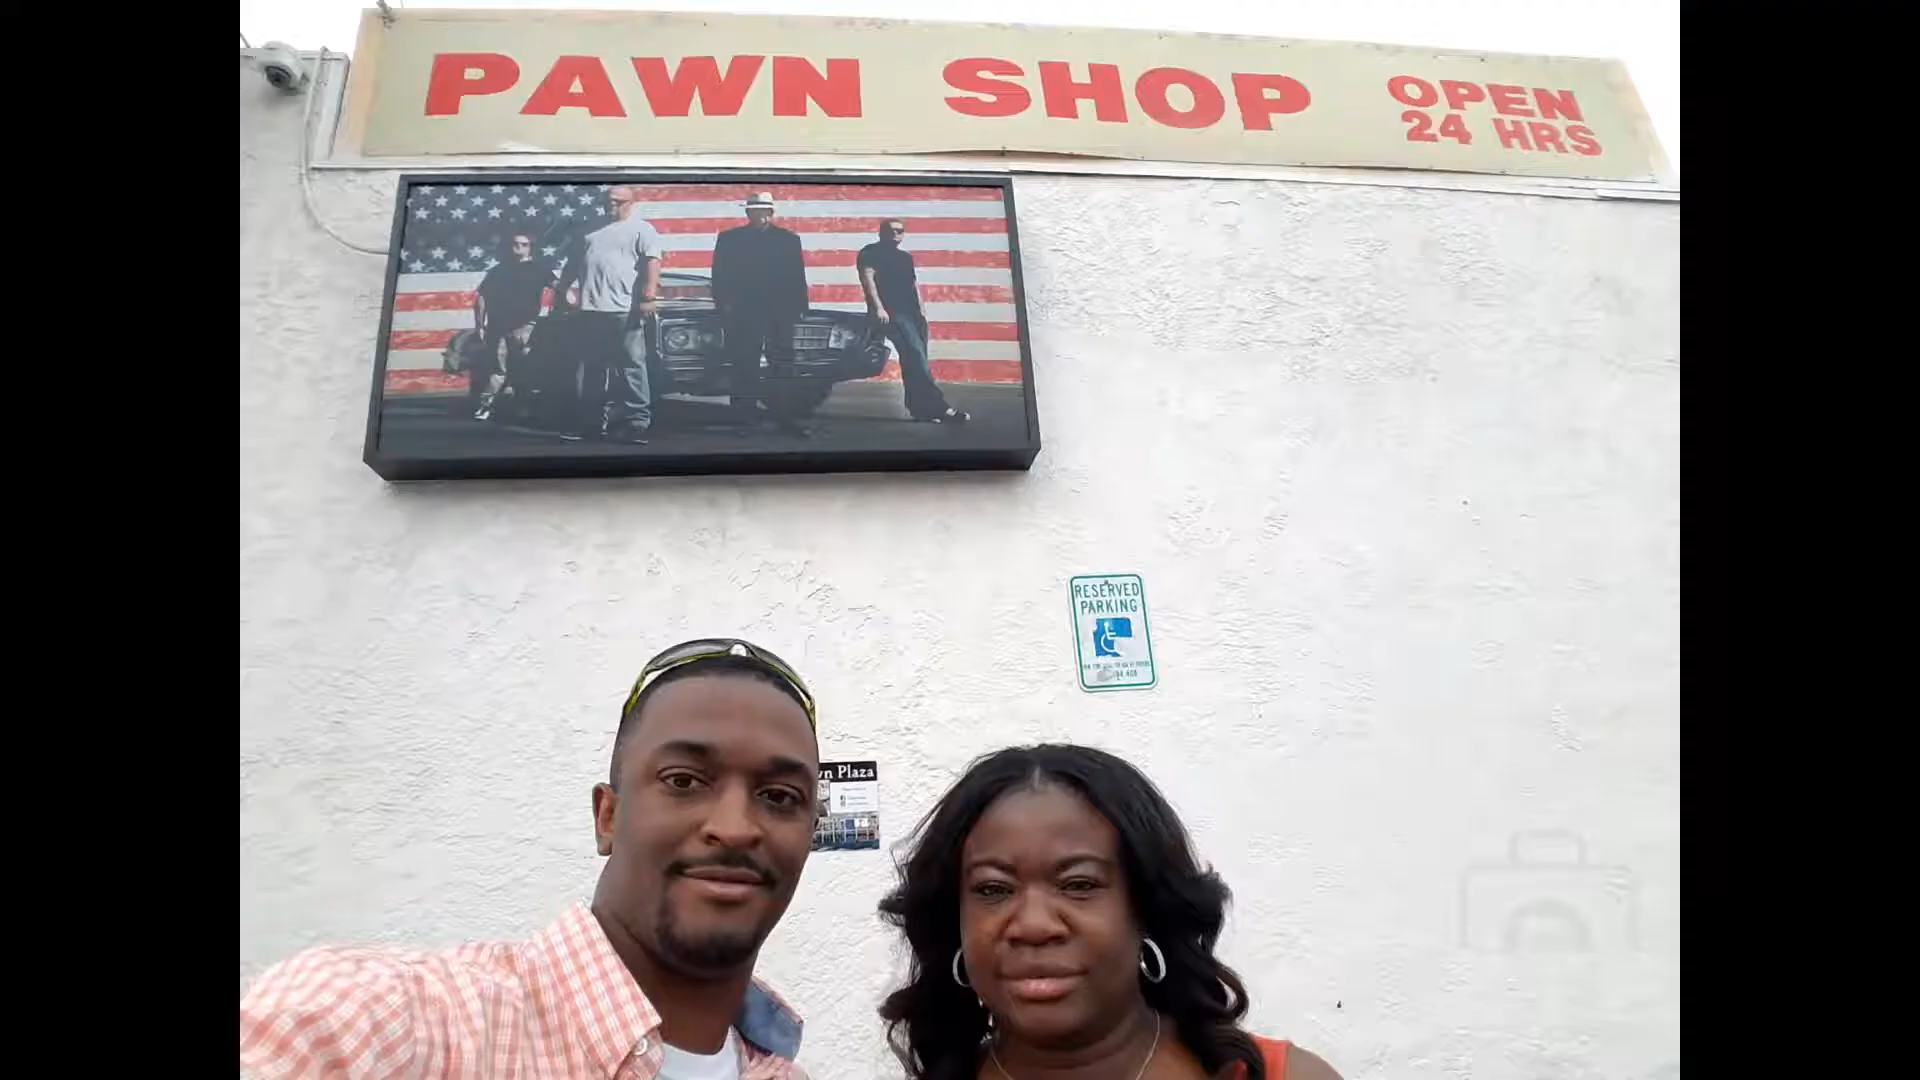 PAWN SHOP
OPEN
24 HRS
RESERVED
PARKING
Plaza